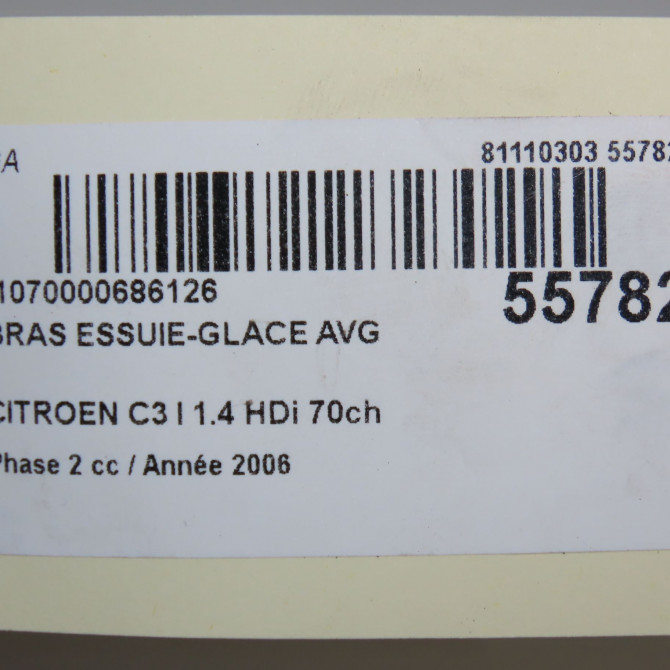 A 81110303 55782
1070000686126 55782
BRAS ESSUIE-GLACE AVG
CITROEN C3 I 1.4 HDi 70ch
Phase 2 cc / Année 2006